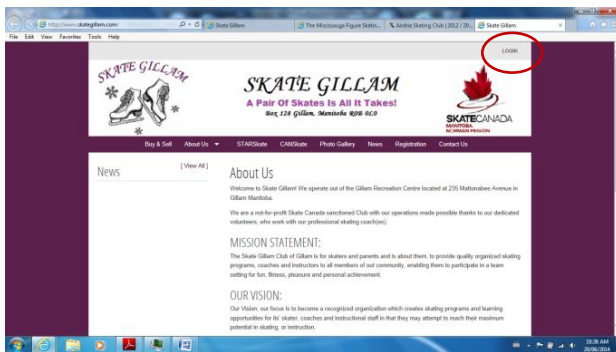 http://www.skategillam.com/
Skate Gillam
The Mississauga Figure Skatin...
Airdrie Skating Club | 2012 / 20...
Skate Gillam
File Edit View Favorites Tools Help
LOGIN
SKATE GILLAM
SKATE GILLAM
A Pair Of Skates Is All It Takes!
Box 128 Gillam, Manitoba R0B 0L0
SKATECANADA
MANITOBA
NORMAN REGION
Buy & Sell About Us STARSkate CANSkate Photo Gallery News Registration Contact Us
News
[ View All ]
About Us
Welcome to Skate Gillam! We operate out of the Gillam Recreation Centre located at 235 Mattonabee Avenue in
Gillam Manitoba.
We are a not-for-profit Skate Canada sanctioned Club with our operations made possible thanks to our dedicated
volunteers, who work with our professional skating coach(es).
MISSION STATEMENT:
The Skate Gillam Club of Gillam is for skaters and parents and is about them, to provide quality organized skating
programs, coaches and instructors to all members of out community, enabling them to participate in a team
setting for fun, fitness, pleasure and personal achievement.
OUR VISION:
Our Vision, our focus is to become a recognized organization which creates skating programs and learning
opportunities for its' skater, coaches and instructional staff in that they may attempt to reach their maximum
potential in skating, or instruction.
10:38 AM
29/06/2014